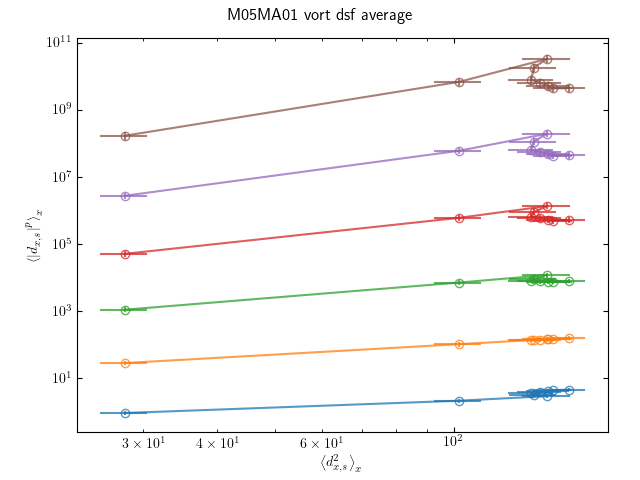 M05MA01 vort dsf average
10^11
10^9
10^7
10^5
10^3
10^1
⟨|d_{x,s}|^p⟩_x
3 × 10^1
4 × 10^1
6 × 10^1
10^2
⟨d_{x,s}^2⟩_x